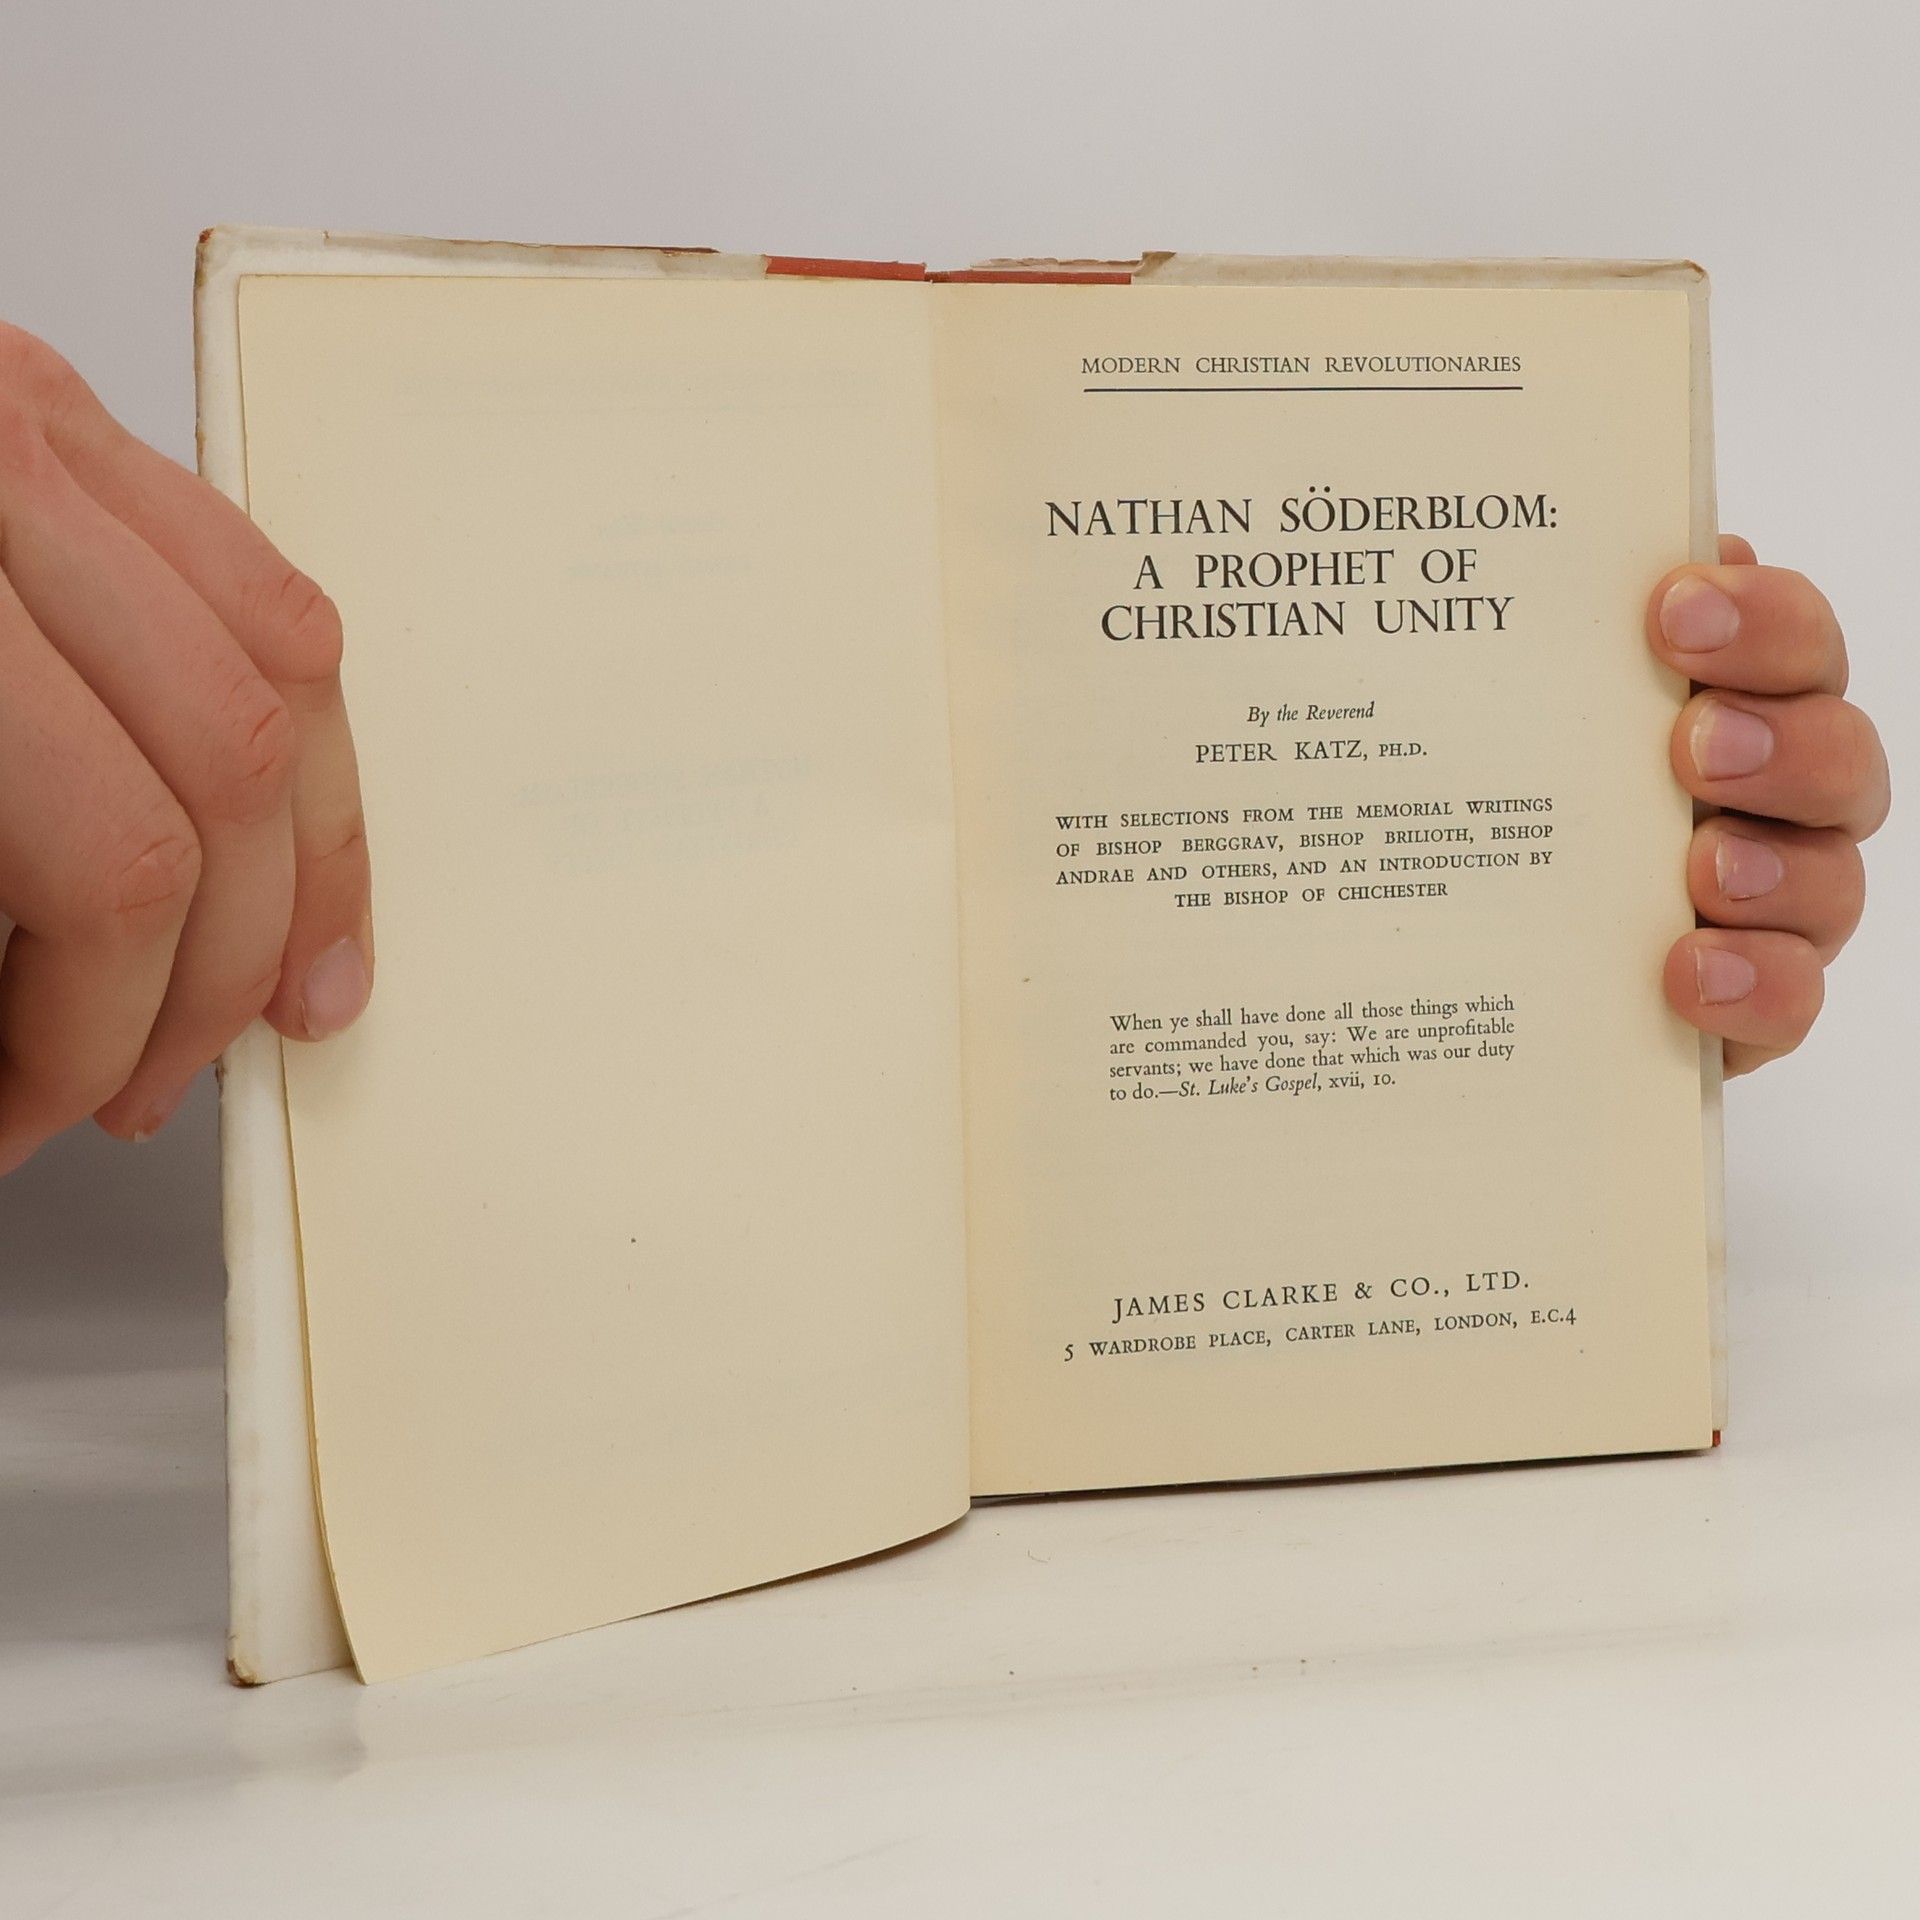 MODERN CHRISTIAN REVOLUTIONARIES
NATHAN SÖDERBLOM:
A PROPHET OF
CHRISTIAN UNITY
By the Reverend
PETER KATZ, PH.D.
WITH SELECTIONS FROM THE MEMORIAL WRITINGS
OF BISHOP BERGGRAV, BISHOP BRILIOTH, BISHOP
ANDRAE AND OTHERS, AND AN INTRODUCTION BY
THE BISHOP OF CHICHESTER
When ye shall have done all those things which
are commanded you, say: We are unprofitable
servants; we have done that which was our duty
to do.—St. Luke's Gospel, xvii, 10.
JAMES CLARKE & CO., LTD.
5 WARDROBE PLACE, CARTER LANE, LONDON, E.C.4